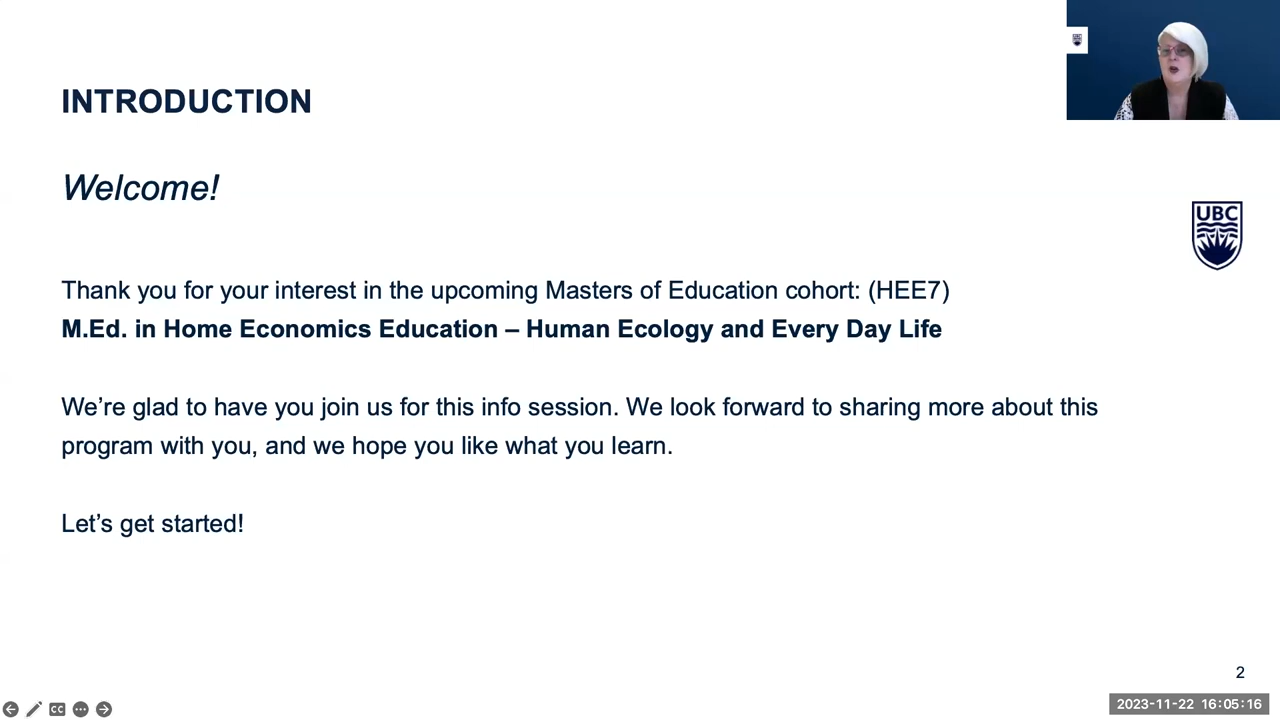 INTRODUCTION
Welcome!
UBC
Thank you for your interest in the upcoming Masters of Education cohort: (HEE7)
M.Ed. in Home Economics Education – Human Ecology and Every Day Life
We’re glad to have you join us for this info session. We look forward to sharing more about this
program with you, and we hope you like what you learn.
Let’s get started!
2
CC
2023-11-22 16:05:16